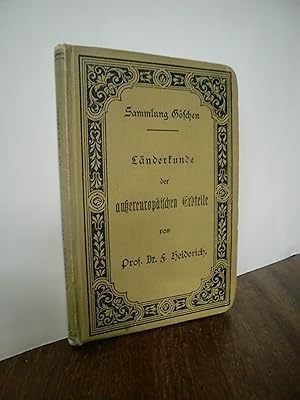 Sammlung Göschen
Länderkunde
der
außereuropäischen Erdteile
von
Prof. Dr. F. Heiderich.